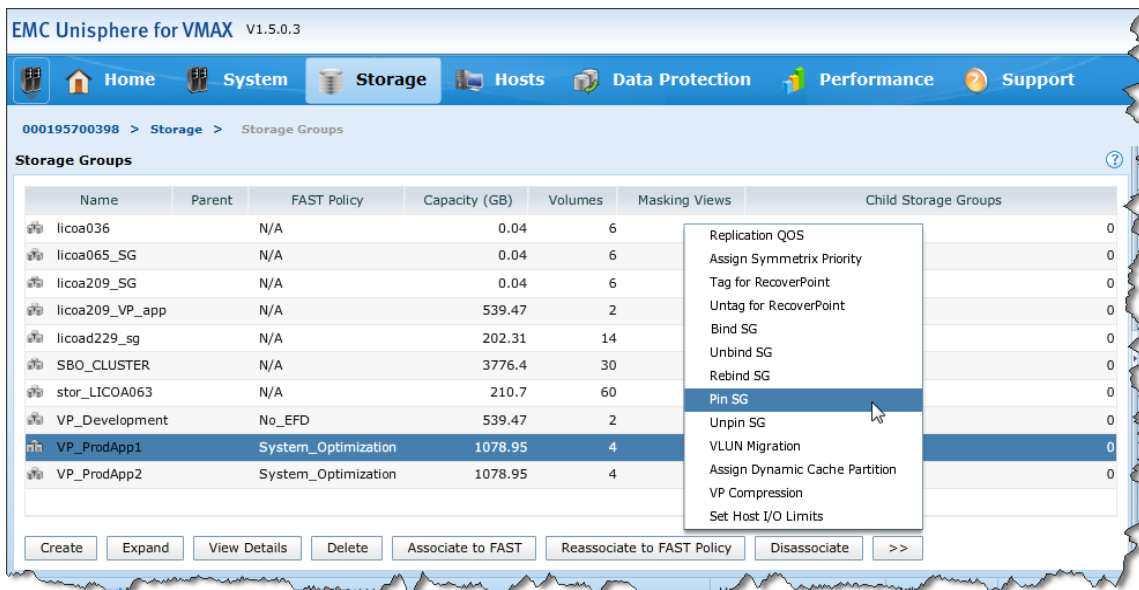 EMC Unisphere for VMAX V1.5.0.3
Home System Storage Hosts Data Protection Performance Support
000195700398 > Storage > Storage Groups
Storage Groups ?
Name Parent FAST Policy Capacity (GB) Volumes Masking Views Child Storage Groups
licoa036 N/A 0.04 6 0
licoa065_SG N/A 0.04 6 0
licoa209_SG N/A 0.04 6 0
licoa209_VP_app N/A 539.47 2 0
licoad229_sg N/A 202.31 14 0
SBO_CLUSTER N/A 3776.4 30 0
stor_LICOA063 N/A 210.7 60 0
VP_Development No_EFD 539.47 2 0
VP_ProdApp1 System_Optimization 1078.95 4 0
VP_ProdApp2 System_Optimization 1078.95 4 0
Replication QOS
Assign Symmetrix Priority
Tag for RecoverPoint
Untag for RecoverPoint
Bind SG
Unbind SG
Rebind SG
Pin SG
Unpin SG
VLUN Migration
Assign Dynamic Cache Partition
VP Compression
Set Host I/O Limits
Create Expand View Details Delete Associate to FAST Reassociate to FAST Policy Disassociate >>